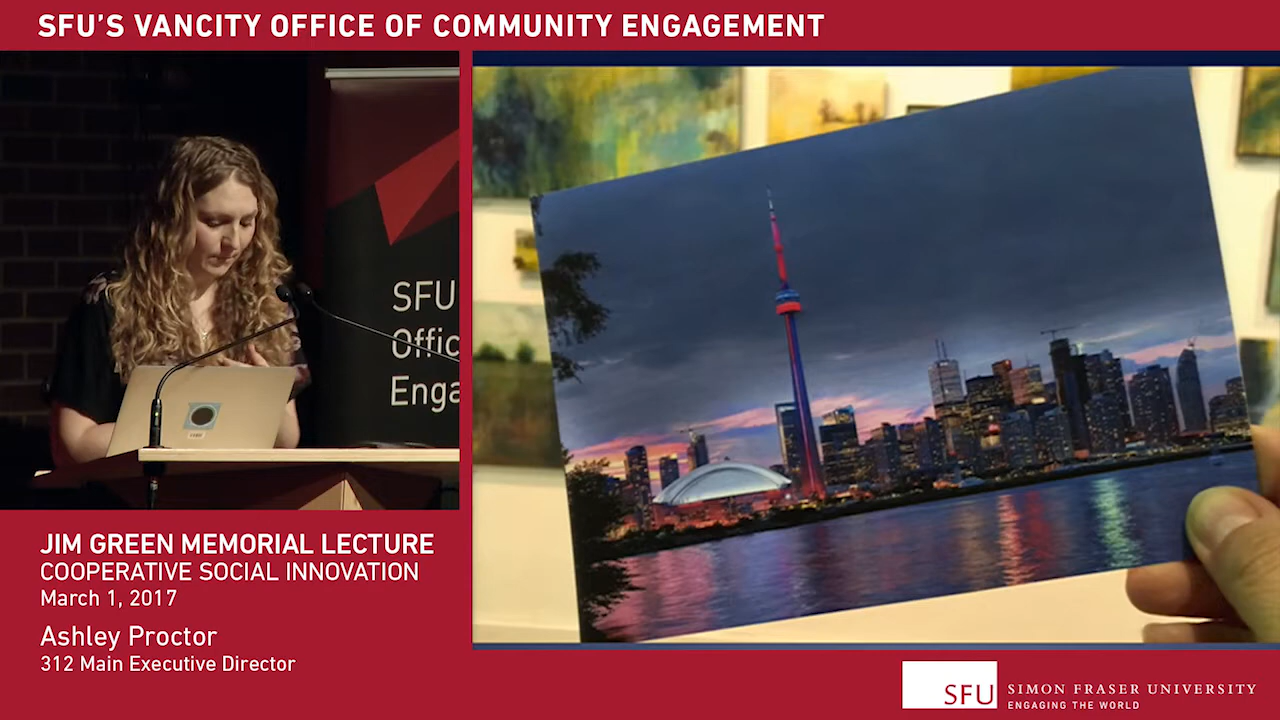 SFU'S VANCITY OFFICE OF COMMUNITY ENGAGEMENT
SFU
Offic
Enga
JIM GREEN MEMORIAL LECTURE
COOPERATIVE SOCIAL INNOVATION
March 1, 2017
Ashley Proctor
312 Main Executive Director
SFU
SIMON FRASER UNIVERSITY
ENGAGING THE WORLD